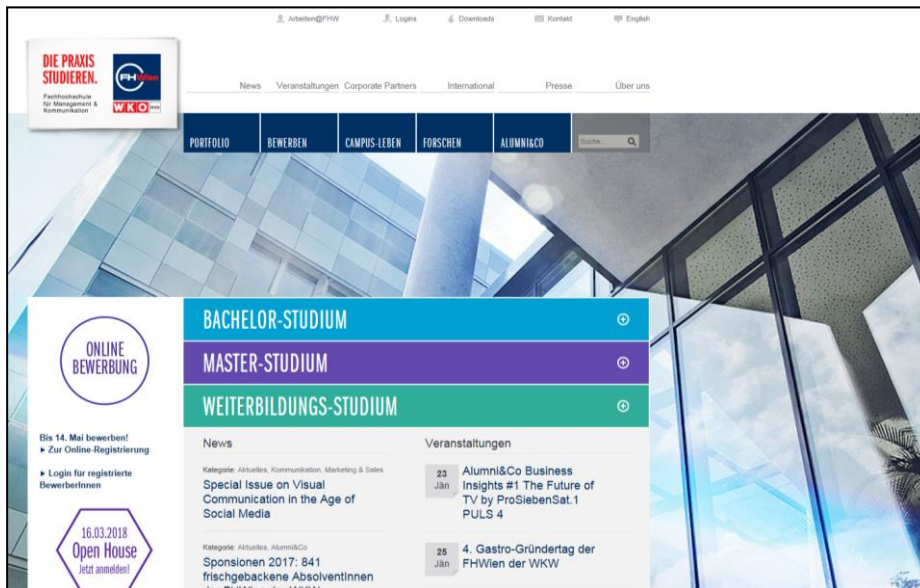 Arbeiten@FHW
Logins
Downloads
Kontakt
English
DIE PRAXIS
STUDIEREN.
Fachhochschule
für Management &
Kommunikation
FHWien
WKO WIEN
News
Veranstaltungen
Corporate Partners
International
Presse
Über uns
PORTFOLIO
BEWERBEN
CAMPUS-LEBEN
FORSCHEN
ALUMNI&CO
Suche...
BACHELOR-STUDIUM
MASTER-STUDIUM
WEITERBILDUNGS-STUDIUM
ONLINE
BEWERBUNG
Bis 14. Mai bewerben!
Zur Online-Registrierung
Login für registrierte
BewerberInnen
16.03.2018
Open House
Jetzt anmelden!
News
Kategorie: Aktuelles, Kommunikation, Marketing & Sales
Special Issue on Visual
Communication in the Age of
Social Media
Kategorie: Aktuelles, Alumni&Co
Sponsionen 2017: 841
frischgebackene AbsolventInnen
der FHWien der WKW
Veranstaltungen
23
Jän
Alumni&Co Business
Insights #1 The Future of
TV by ProSiebenSat.1
PULS 4
25
Jän
4. Gastro-Gründertag der
FHWien der WKW